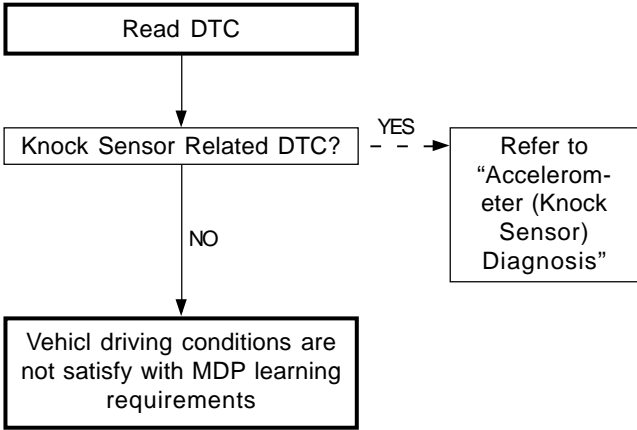 Read DTC
Knock Sensor Related DTC?
YES
Refer to
“Accelerom-
eter (Knock
Sensor)
Diagnosis”
NO
Vehicl driving conditions are
not satisfy with MDP learning
requirements